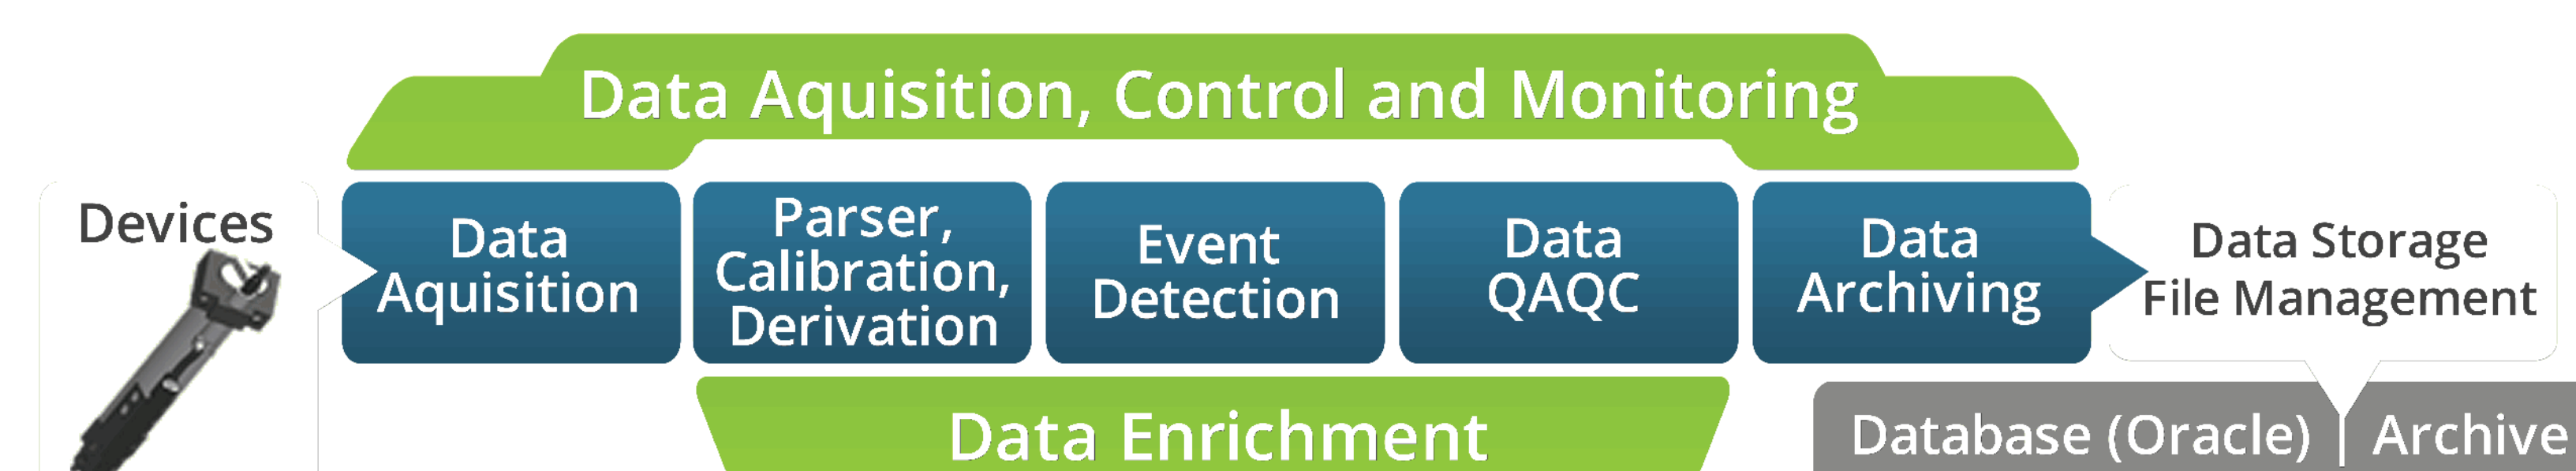 Data Aquisition, Control and Monitoring
Devices
Data
Aquisition
Parser,
Calibration,
Derivation
Event
Detection
Data
QAQC
Data
Archiving
Data Storage
File Management
Data Enrichment
Database (Oracle) | Archive